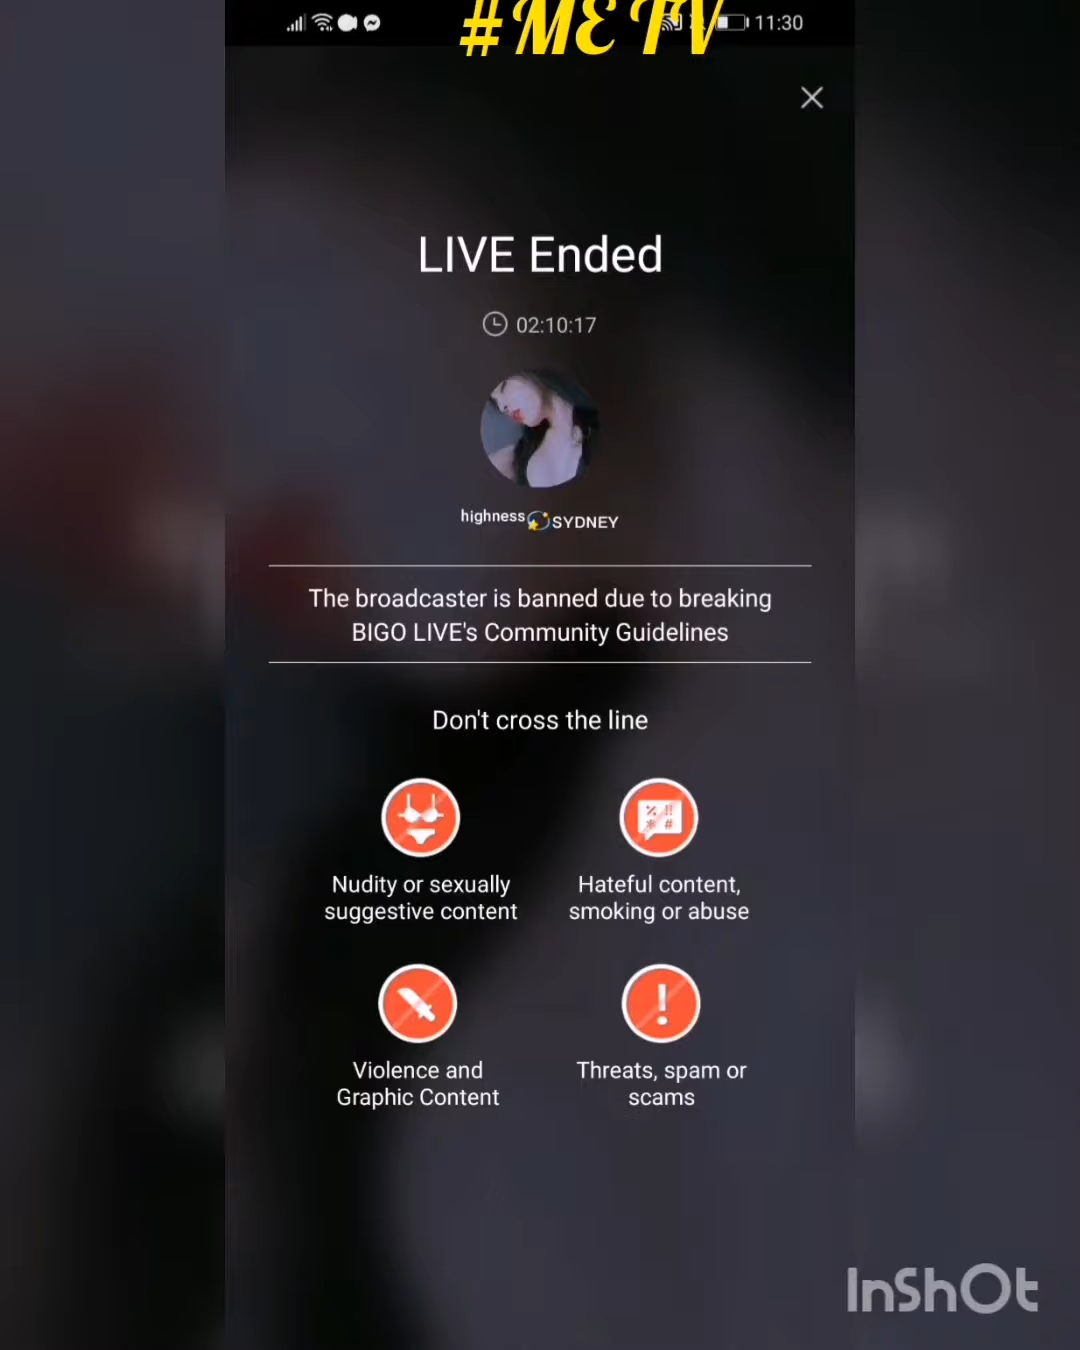 #METV
11:30
LIVE Ended
02:10:17
highness💫SYDNEY
The broadcaster is banned due to breaking
BIGO LIVE's Community Guidelines
Don't cross the line
Nudity or sexually
suggestive content
Hateful content,
smoking or abuse
Violence and
Graphic Content
Threats, spam or
scams
InShOt